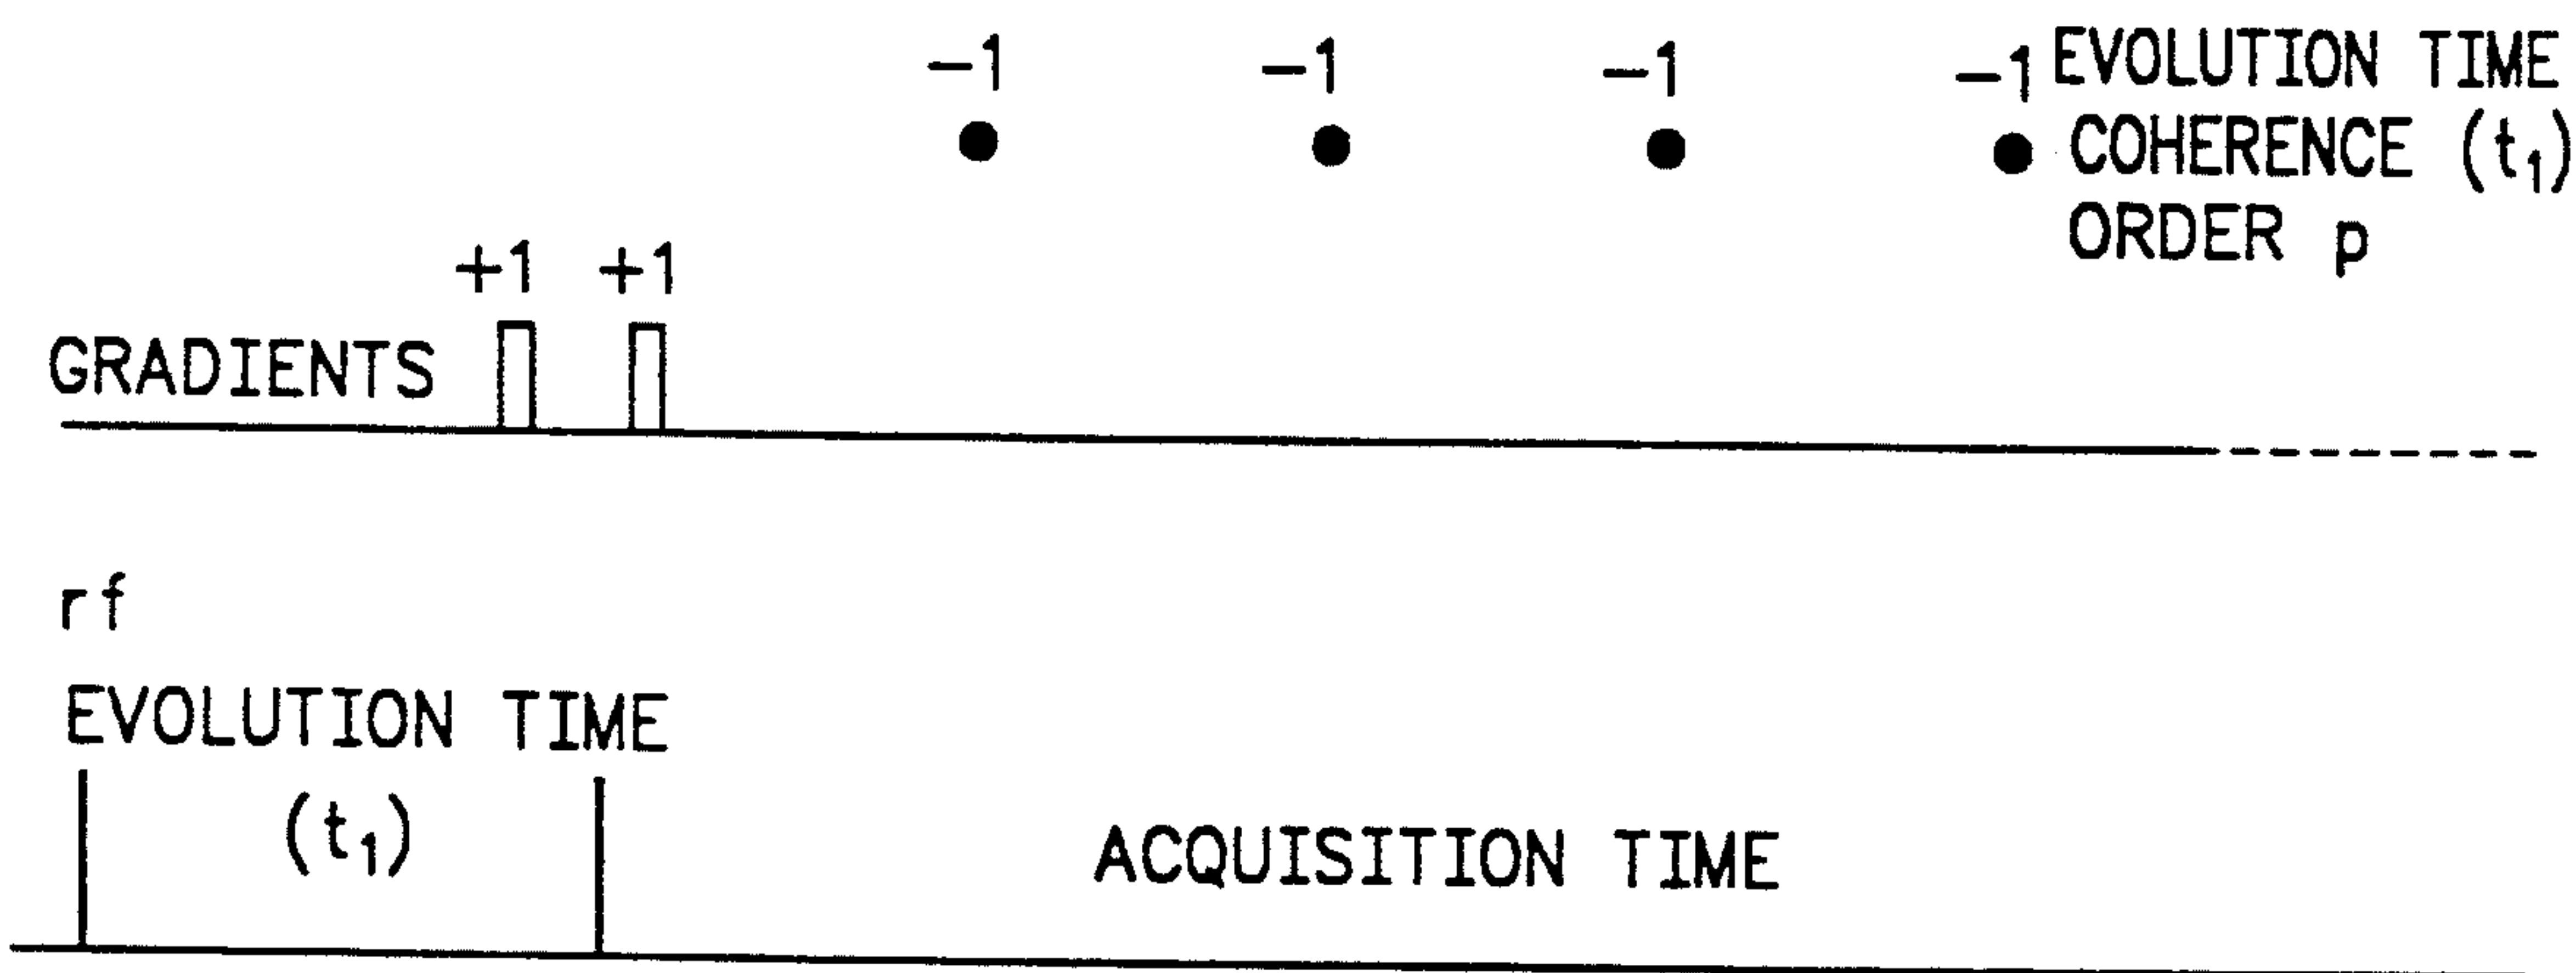 -1 -1 -1 -1 EVOLUTION TIME
COHERENCE (t₁)
ORDER p
+1 +1
GRADIENTS
rf
EVOLUTION TIME
(t₁)
ACQUISITION TIME